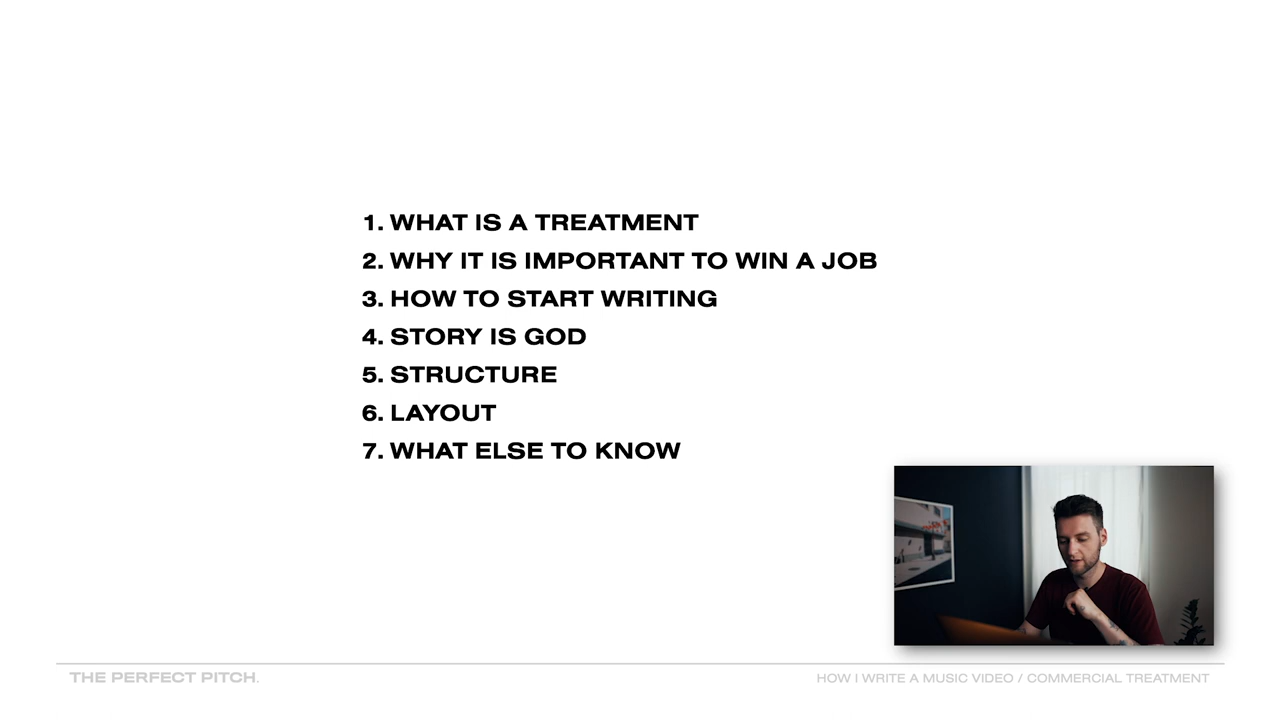 1. WHAT IS A TREATMENT
2. WHY IT IS IMPORTANT TO WIN A JOB
3. HOW TO START WRITING
4. STORY IS GOD
5. STRUCTURE
6. LAYOUT
7. WHAT ELSE TO KNOW
THE PERFECT PITCH.
HOW I WRITE A MUSIC VIDEO / COMMERCIAL TREATMENT